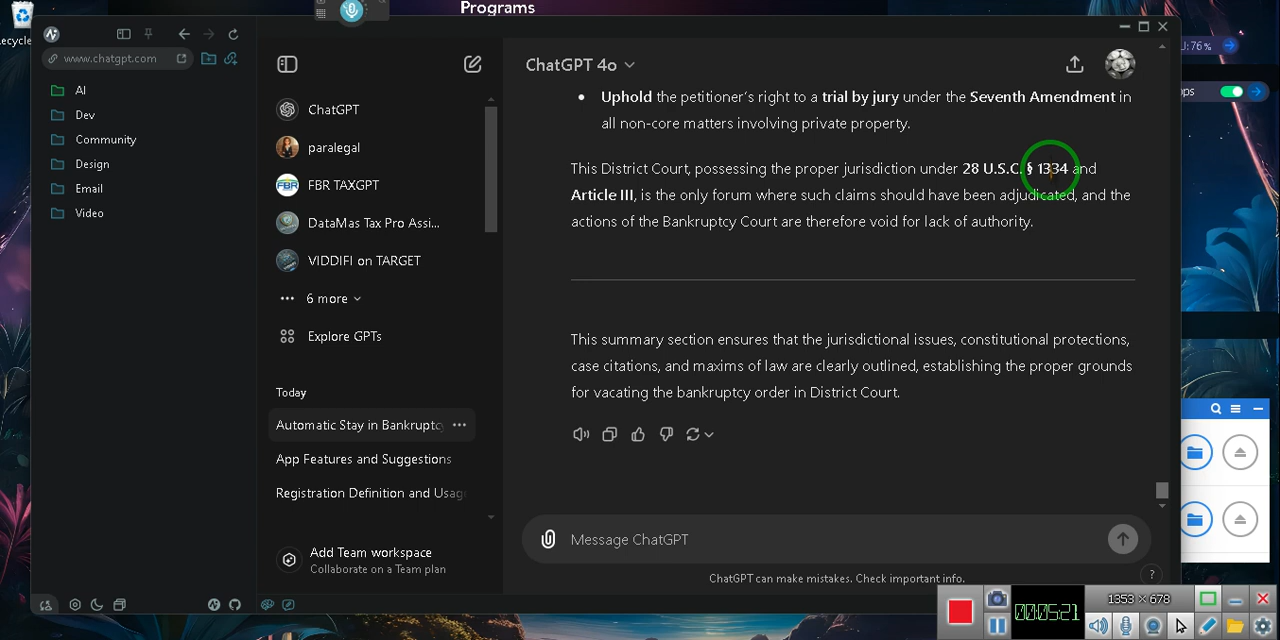 Programs
ecycle
www.chatgpt.com
AI
Dev
Community
Design
Email
Video
ChatGPT
paralegal
FBR TAXGPT
DataMas Tax Pro Assi...
VIDDIFI on TARGET
6 more
Explore GPTs
Today
Automatic Stay in Bankruptc
App Features and Suggestions
Registration Definition and Usag
Add Team workspace
Collaborate on a Team plan
ChatGPT 4o
• Uphold the petitioner's right to a trial by jury under the Seventh Amendment in
all non-core matters involving private property.
This District Court, possessing the proper jurisdiction under 28 U.S.C. § 1334 and
Article III, is the only forum where such claims should have been adjudicated, and the
actions of the Bankruptcy Court are therefore void for lack of authority.
This summary section ensures that the jurisdictional issues, constitutional protections,
case citations, and maxims of law are clearly outlined, establishing the proper grounds
for vacating the bankruptcy order in District Court.
Message ChatGPT
ChatGPT can make mistakes. Check important info.
?
J: 76%
ops
1353 × 678
00:05:21